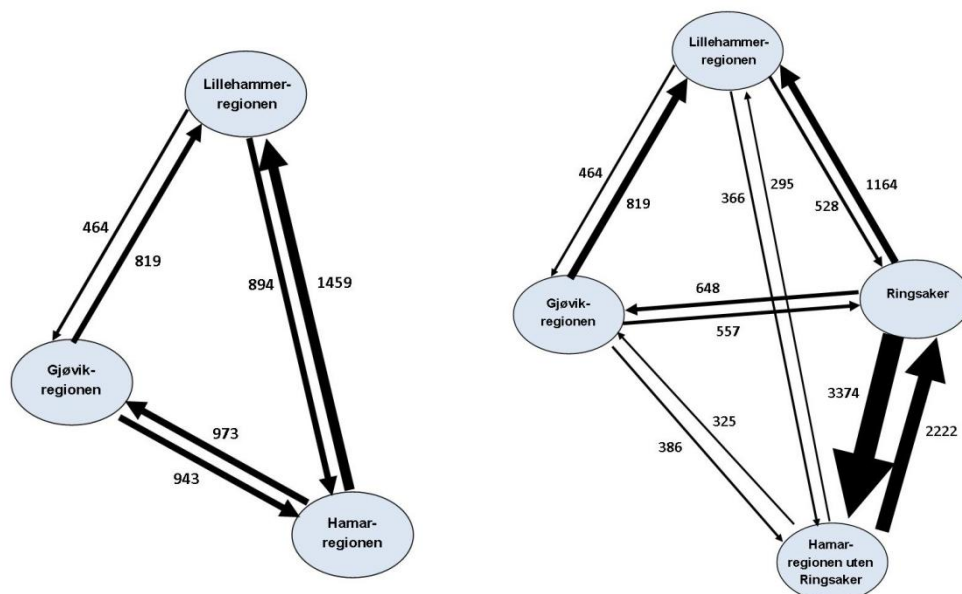 Lillehammer-
regionen
464
819
894
1459
Gjøvik-
regionen
973
943
Hamar-
regionen
Lillehammer-
regionen
464
819
366
295
1164
528
Gjøvik-
regionen
648
557
Ringsaker
325
386
3374
2222
Hamar-
regionen uten
Ringsaker